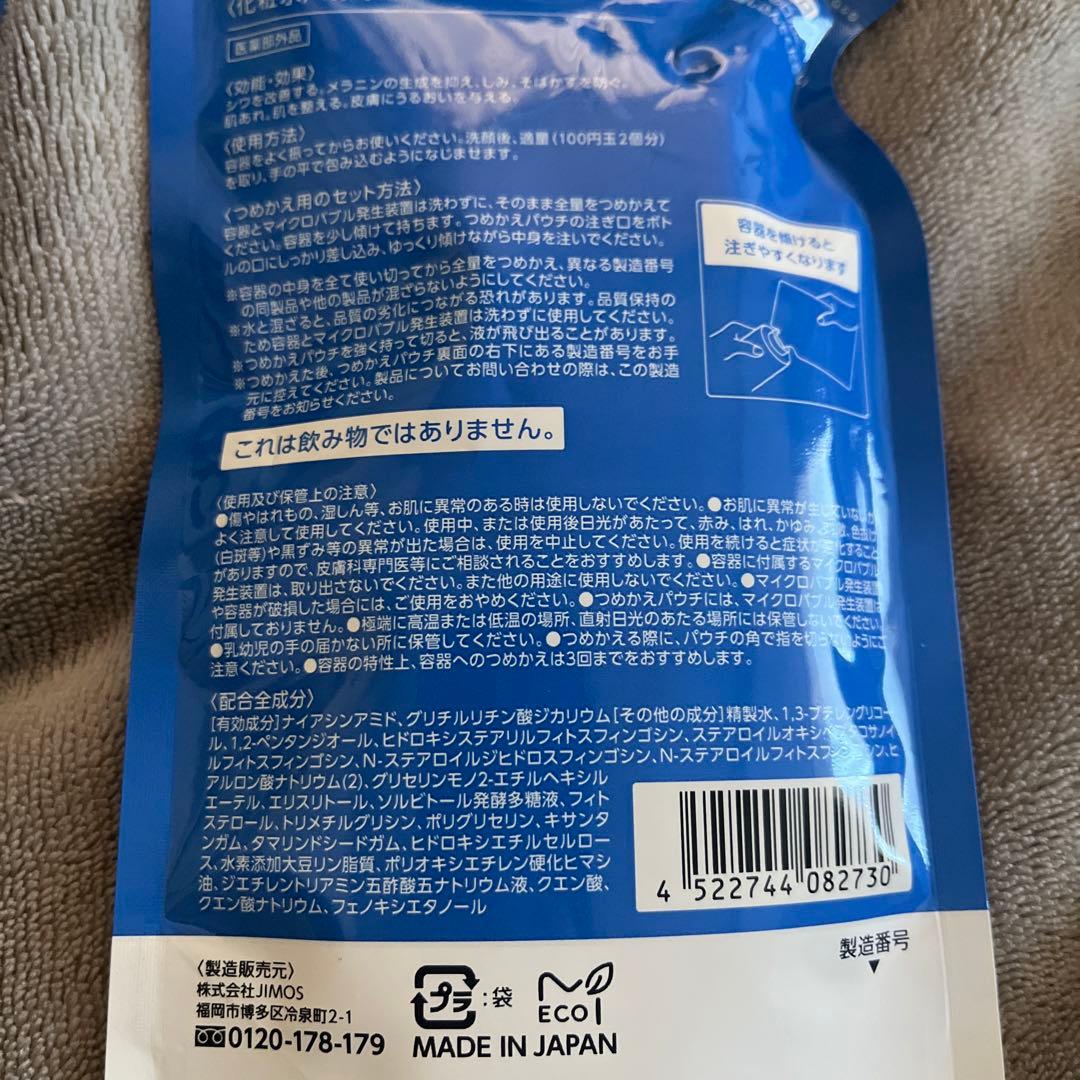 〈化粧水
医薬部外品
〈効能・効果〉
シワを改善する。メラニンの生成を抑え、しみ、そばかすを防ぐ。
肌あれ。肌を整える。皮膚にうるおいを与える。
〈使用方法〉
容器をよく振ってからお使いください。洗顔後、適量(100円玉2個分)
を取り、手の平で包み込むようになじませます。
〈つめかえ用のセット方法〉
容器とマイクロバブル発生装置は洗わずに、そのまま全量をつめかえて
ください。容器を少し傾けて持ちます。つめかえパウチの注ぎ口をボト
ルの口にしっかり差し込み、ゆっくり傾けながら中身を注いでください。
容器を傾けると
注ぎやすくなります
※容器の中身を全て使い切ってから全量をつめかえ、異なる製造番号
の同製品や他の製品が混ざらないようにしてください。
※水と混ざると、品質の劣化につながる恐れがあります。品質保持の
ため容器とマイクロバブル発生装置は洗わずに使用してください。
※つめかえパウチを強く持って切ると、液が飛び出ることがあります。
※つめかえた後、つめかえパウチ裏面の右下にある製造番号をお手
元に控えてください。製品についてお問い合わせの際は、この製造
番号をお知らせください。
これは飲み物ではありません。
〈使用及び保管上の注意〉
●傷やはれもの、湿しん等、お肌に異常のある時は使用しないでください。●お肌に異常が生じていないか
よく注意して使用してください。使用中、または使用後日光があたって、赤み、はれ、かゆみ、刺激、色抜け
(白斑等)や黒ずみ等の異常が出た場合は、使用を中止してください。使用を続けると症状が悪化すること
がありますので、皮膚科専門医等にご相談されることをおすすめします。●容器に付属するマイクロバブル
発生装置は、取り出さないでください。また他の用途に使用しないでください。●マイクロバブル発生装置
や容器が破損した場合には、ご使用をおやめください。●つめかえパウチには、マイクロバブル発生装置は
付属しておりません。●極端に高温または低温の場所、直射日光のあたる場所には保管しないでください。
●乳幼児の手の届かない所に保管してください。●つめかえる際に、パウチの角で指を切らないようにご
注意ください。●容器の特性上、容器へのつめかえは3回までをおすすめします。
〈配合全成分〉
[有効成分]ナイアシンアミド、グリチルリチン酸ジカリウム[その他の成分]精製水、1,3-ブチレングリコー
ル、1,2-ペンタンジオール、ヒドロキシステアリルフィトスフィンゴシン、ステアロイルオキシヘプタコサノイ
ルフィトスフィンゴシン、N-ステアロイルジヒドロスフィンゴシン、N-ステアロイルフィトスフィンゴシン、ヒ
アルロン酸ナトリウム(2)、グリセリンモノ2-エチルヘキシル
エーテル、エリスリトール、ソルビトール発酵多糖液、フィト
ステロール、トリメチルグリシン、ポリグリセリン、キサンタ
ンガム、タマリンドシードガム、ヒドロキシエチルセルロー
ス、水素添加大豆リン脂質、ポリオキシエチレン硬化ヒマシ
油、ジエチレントリアミン五酢酸五ナトリウム液、クエン酸、
クエン酸ナトリウム、フェノキシエタノール
4 522744 082730
製造番号
▼
〈製造販売元〉
株式会社JIMOS
福岡市博多区冷泉町2-1
0120-178-179
プラ:袋
ECO
MADE IN JAPAN